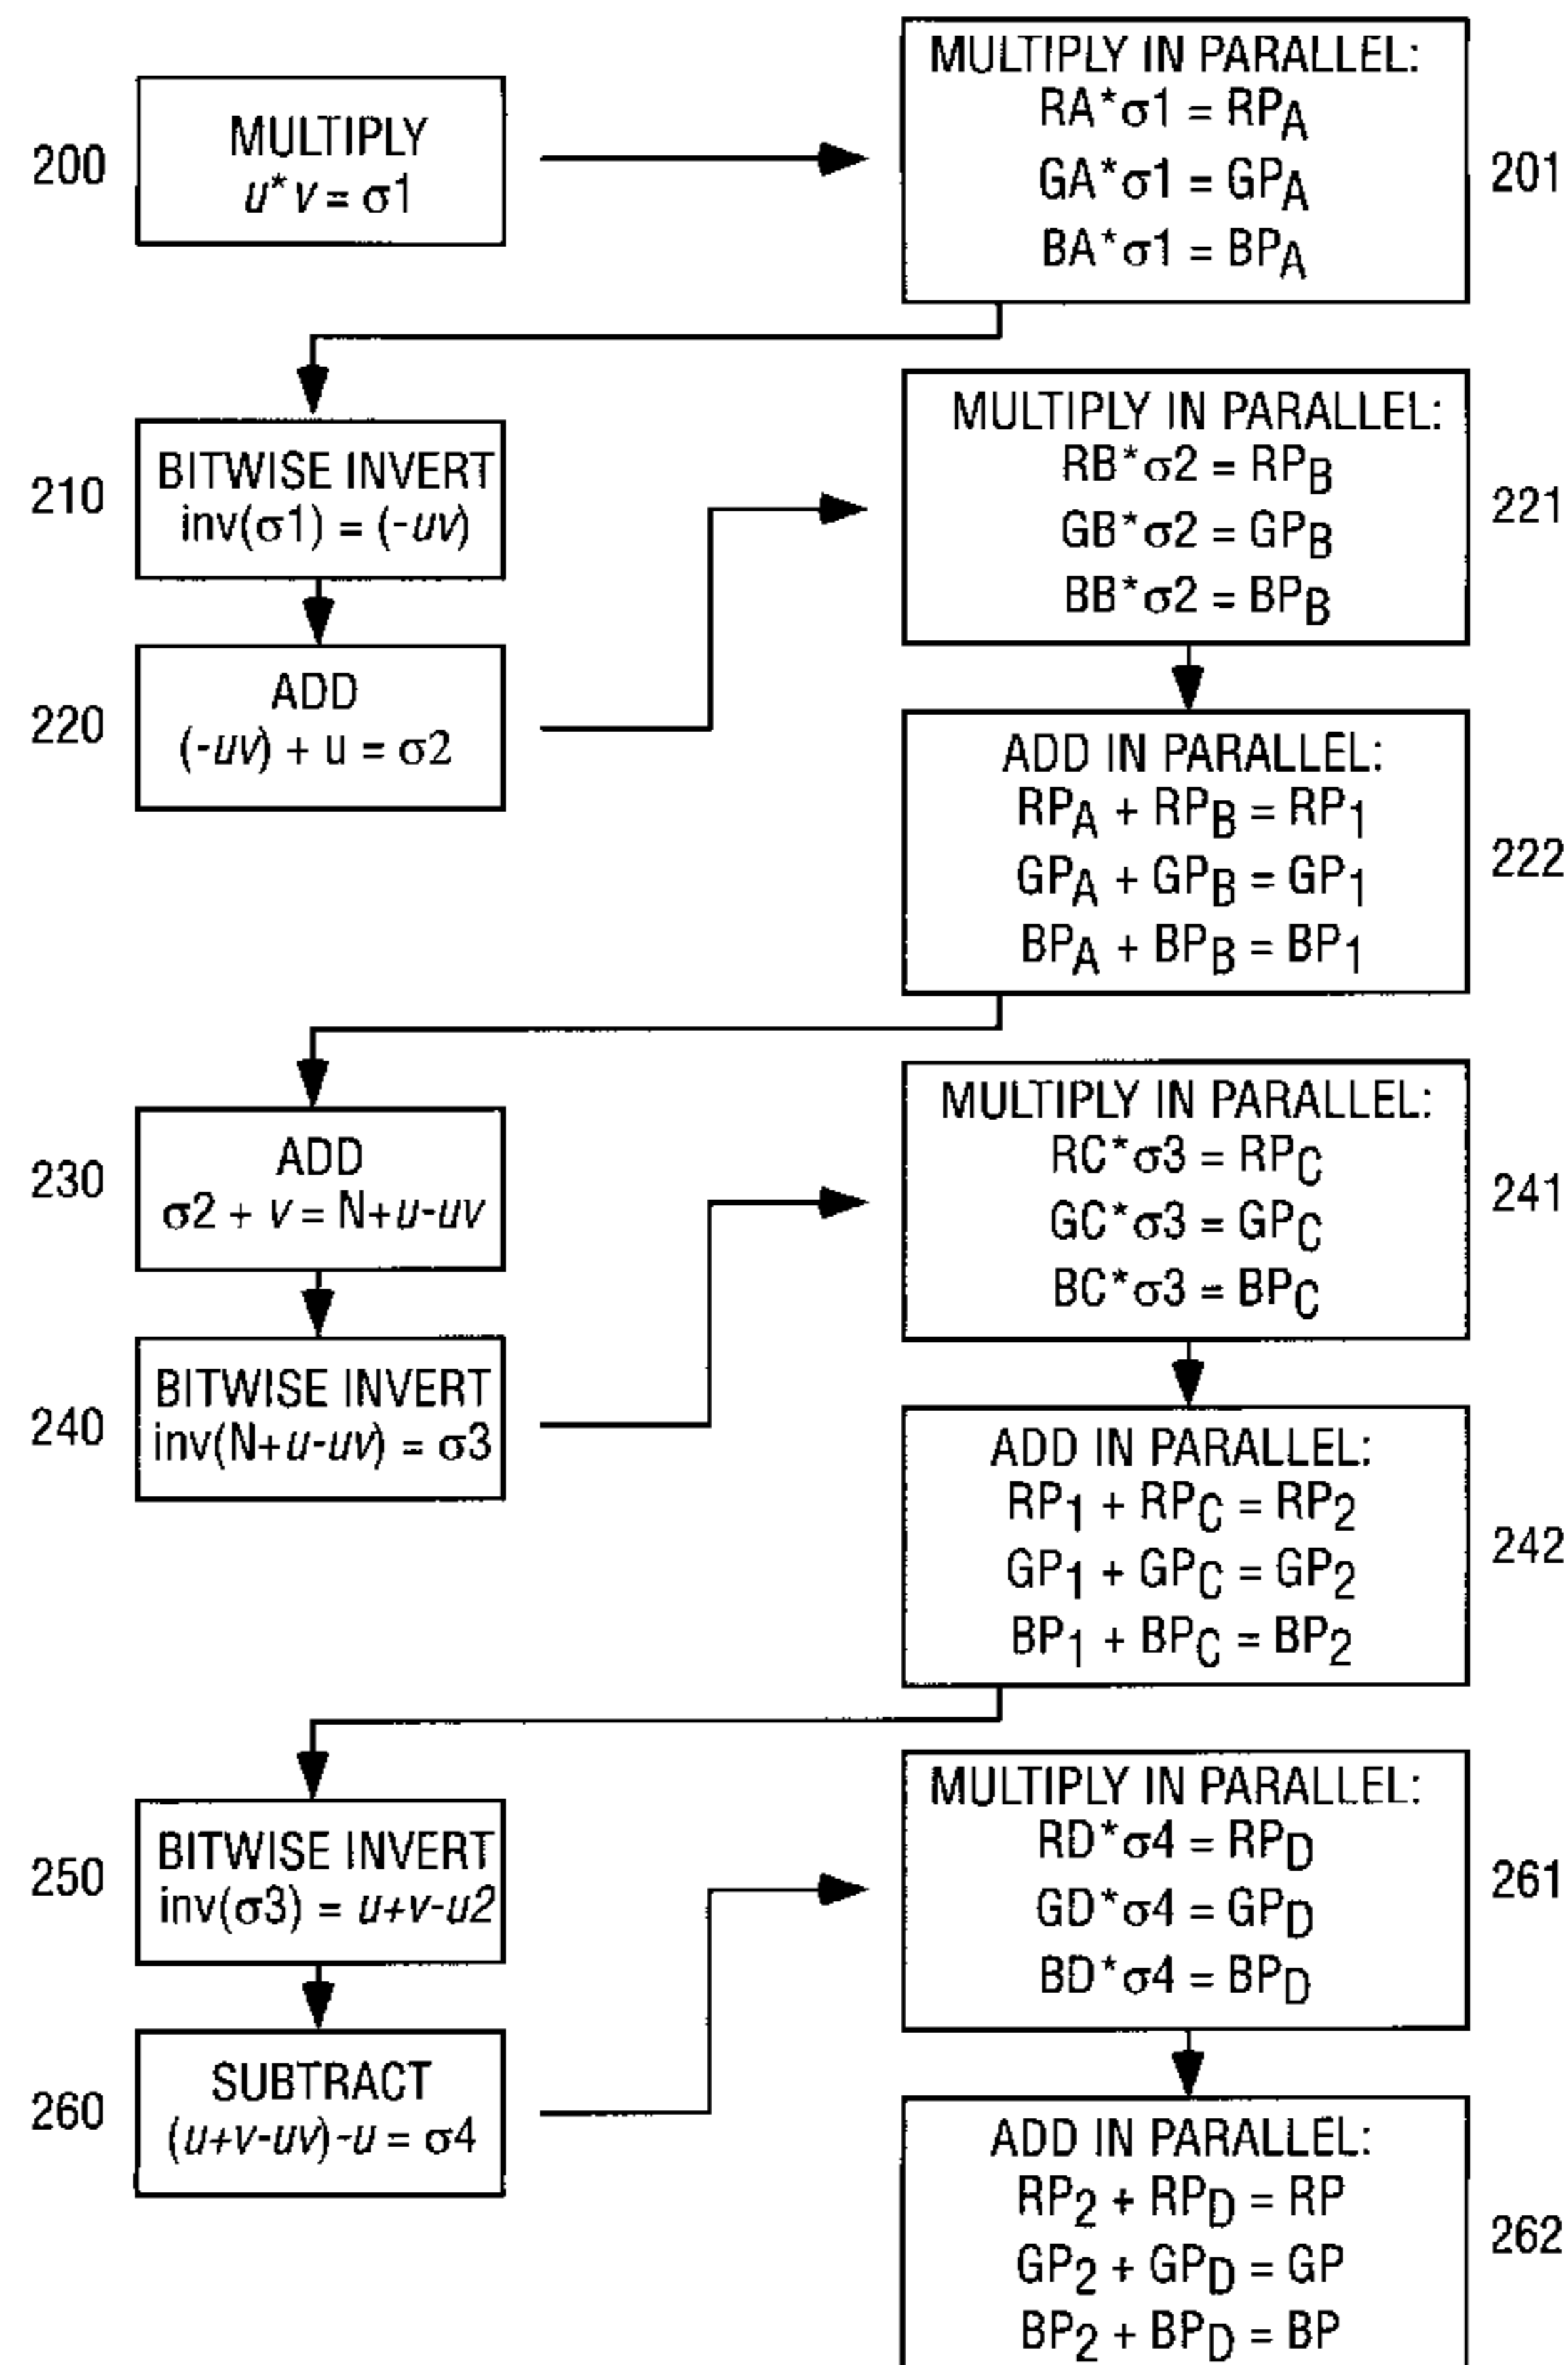 200
MULTIPLY
u*v = σ1
MULTIPLY IN PARALLEL:
RA*σ1 = RPA
GA*σ1 = GPA
BA*σ1 = BPA
201
210
BITWISE INVERT
inv(σ1) = (-uv)
220
ADD
(-uv) + u = σ2
MULTIPLY IN PARALLEL:
RB*σ2 = RPB
GB*σ2 = GPB
BB*σ2 = BPB
221
ADD IN PARALLEL:
RPA + RPB = RP1
GPA + GPB = GP1
BPA + BPB = BP1
222
230
ADD
σ2 + v = N+u-uv
240
BITWISE INVERT
inv(N+u-uv) = σ3
MULTIPLY IN PARALLEL:
RC*σ3 = RPC
GC*σ3 = GPC
BC*σ3 = BPC
241
ADD IN PARALLEL:
RP1 + RPC = RP2
GP1 + GPC = GP2
BP1 + BPC = BP2
242
250
BITWISE INVERT
inv(σ3) = u+v-u2
260
SUBTRACT
(u+v-uv)-u = σ4
MULTIPLY IN PARALLEL:
RD*σ4 = RPD
GD*σ4 = GPD
BD*σ4 = BPD
261
ADD IN PARALLEL:
RP2 + RPD = RP
GP2 + GPD = GP
BP2 + BPD = BP
262